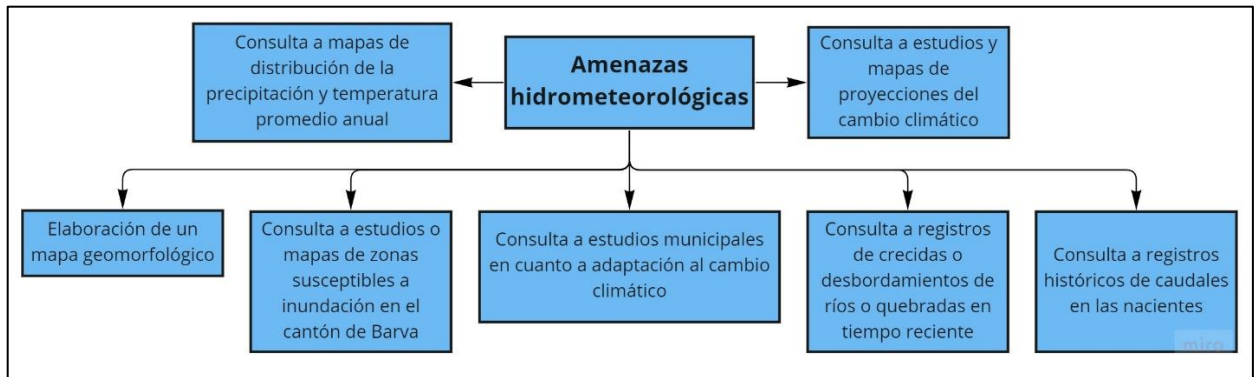 Consulta a mapas de
distribución de la
precipitación y temperatura
promedio anual
Amenazas
hidrometeorológicas
Consulta a estudios y
mapas de
proyecciones del
cambio climático
Elaboración de un
mapa geomorfológico
Consulta a estudios o
mapas de zonas
susceptibles a
inundación en el
cantón de Barva
Consulta a estudios municipales
en cuanto a adaptación al cambio
climático
Consulta a registros
de crecidas o
desbordamientos de
ríos o quebradas en
tiempo reciente
Consulta a registros
históricos de caudales
en las nacientes
miro